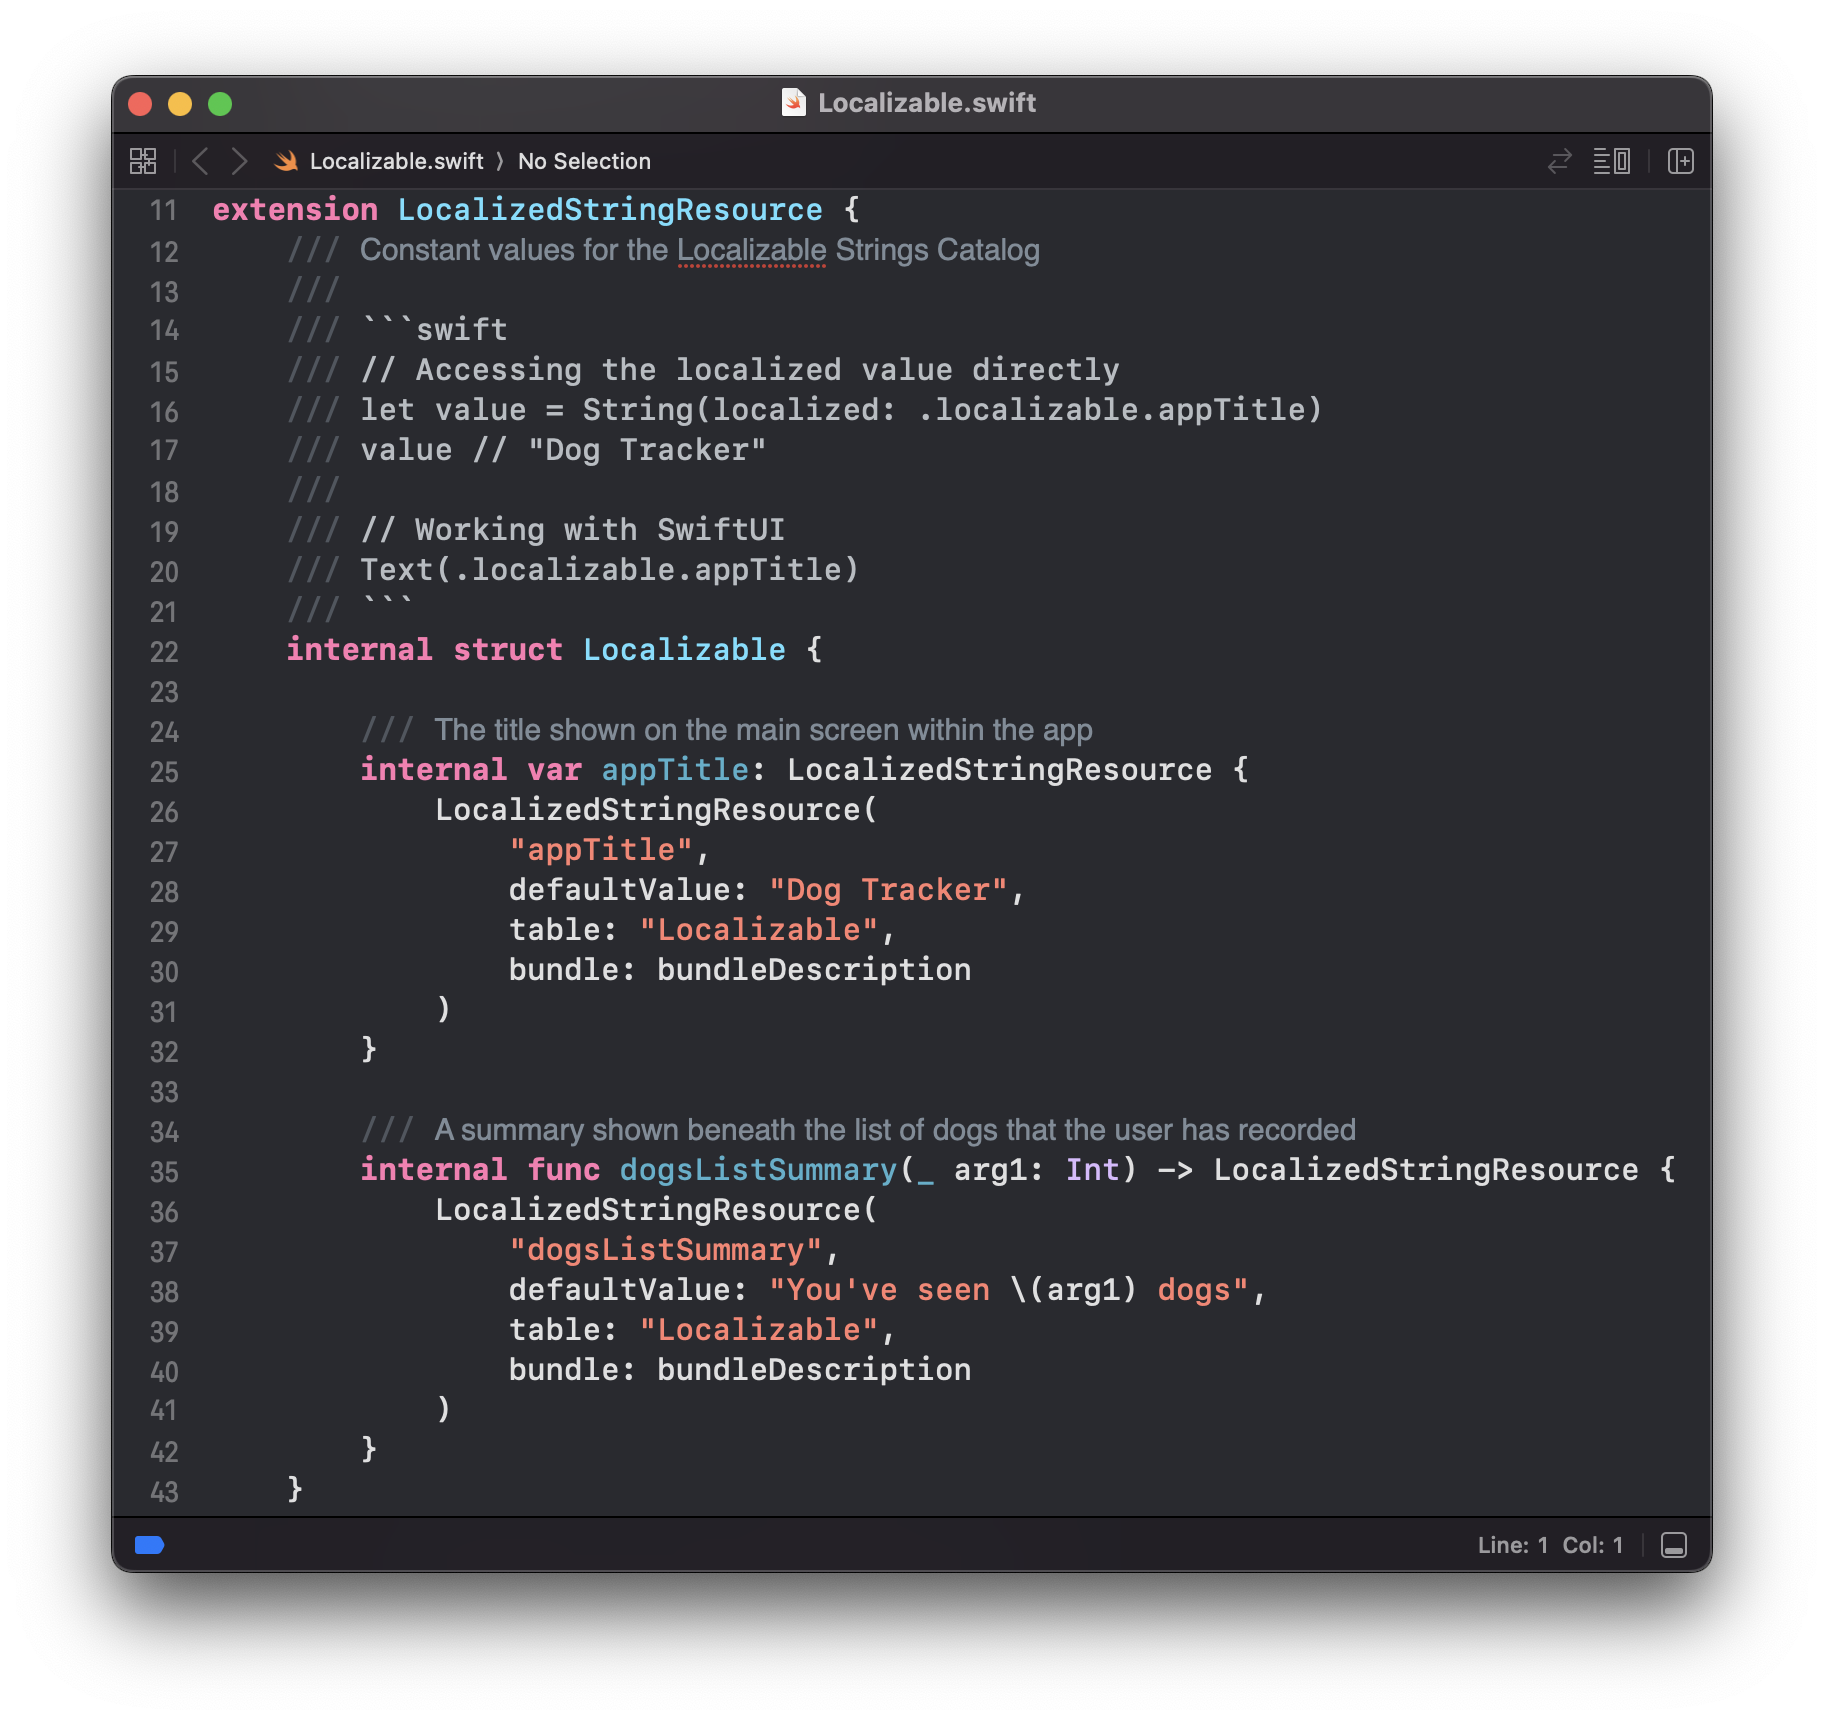 Localizable.swift
Localizable.swift 〉 No Selection
11 extension LocalizedStringResource {
12     /// Constant values for the Localizable Strings Catalog
13     ///
14     /// ```swift
15     /// // Accessing the localized value directly
16     /// let value = String(localized: .localizable.appTitle)
17     /// value // "Dog Tracker"
18     ///
19     /// // Working with SwiftUI
20     /// Text(.localizable.appTitle)
21     /// ```
22     internal struct Localizable {
23
24         /// The title shown on the main screen within the app
25         internal var appTitle: LocalizedStringResource {
26             LocalizedStringResource(
27                 "appTitle",
28                 defaultValue: "Dog Tracker",
29                 table: "Localizable",
30                 bundle: bundleDescription
31             )
32         }
33
34         /// A summary shown beneath the list of dogs that the user has recorded
35         internal func dogsListSummary(_ arg1: Int) -> LocalizedStringResource {
36             LocalizedStringResource(
37                 "dogsListSummary",
38                 defaultValue: "You've seen \(arg1) dogs",
39                 table: "Localizable",
40                 bundle: bundleDescription
41             )
42         }
43     }
Line: 1 Col: 1